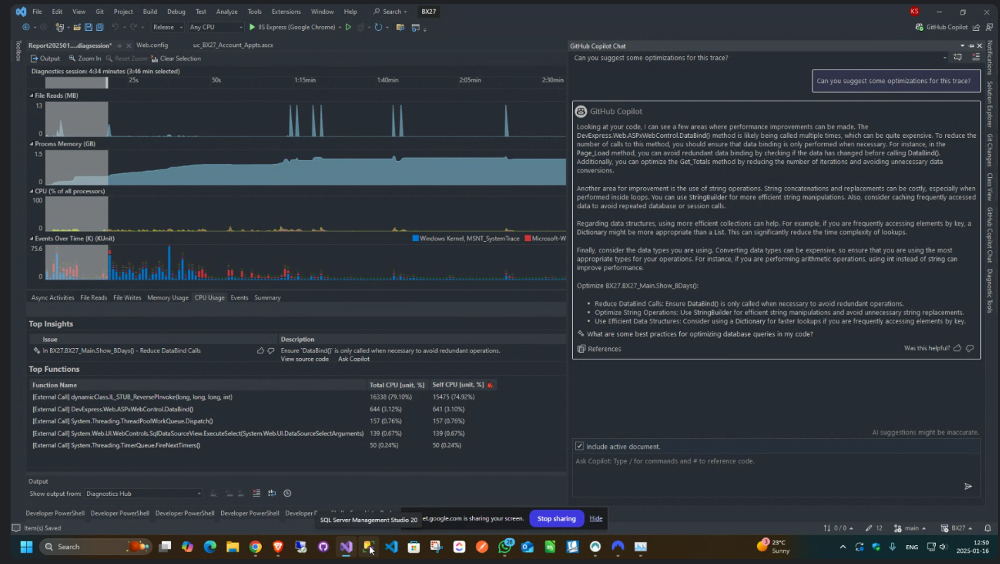 File Edit View Git Project Build Debug Test Analyze Tools Extensions Window Help Search BX27 KS
Release Any CPU IIS Express (Google Chrome) GitHub Copilot
Toolbox
Report202501....diagsession* Web.config uc_BX27_Account_Appts.ascx
Output Zoom In Reset Zoom Clear Selection
Diagnostics session: 4:34 minutes (3:46 min selected)
25s 50s 1:15min 1:40min 2:05min 2:30min
File Reads (MB)
13
0
Process Memory (GB)
1.5
0
CPU (% of all processors)
100
0
Events Over Time (K) (KUnit) Windows Kernel, MSNT_SystemTrace Microsoft-W
75.6
0
Async Activities File Reads File Writes Memory Usage CPU Usage Events Summary
Top Insights
Issue Description
In BX27.BX27_Main.Show_BDays() - Reduce DataBind Calls Ensure `DataBind()` is only called when necessary to avoid redundant operations.
View source code Ask Copilot
Top Functions
Function Name Total CPU [unit, %] Self CPU [unit, %]
[External Call] dynamicClass.IL_STUB_ReversePInvoke(long, long, long, int) 16338 (79.10%) 15475 (74.92%)
[External Call] DevExpress.Web.ASPxWebControl.DataBind() 644 (3.12%) 641 (3.10%)
[External Call] System.Threading.ThreadPoolWorkQueue.Dispatch() 157 (0.76%) 157 (0.76%)
[External Call] System.Web.UI.WebControls.SqlDataSourceView.ExecuteSelect(System.Web.UI.DataSourceSelectArguments) 139 (0.67%) 139 (0.67%)
[External Call] System.Threading.TimerQueue.FireNextTimers() 50 (0.24%) 50 (0.24%)
Output
Show output from: Diagnostics Hub
Developer PowerShell Developer PowerShell Developer PowerShell Developer PowerShell
GitHub Copilot Chat
Can you suggest some optimizations for this trace?
Can you suggest some optimizations for this trace?
GitHub Copilot
Looking at your code, I can see a few areas where performance improvements can be made. The
DevExpress.Web.ASPxWebControl.DataBind() method is likely being called multiple times, which can be quite expensive. To reduce the
number of calls to this method, you should ensure that data binding is only performed when necessary. For instance, in the
Page_Load method, you can avoid redundant data binding by checking if the data has changed before calling DataBind().
Additionally, you can optimize the Get_Totals method by reducing the number of iterations and avoiding unnecessary data
conversions.
Another area for improvement is the use of string operations. String concatenations and replacements can be costly, especially when
performed inside loops. You can use StringBuilder for more efficient string manipulations. Also, consider caching frequently accessed
data to avoid repeated database or session calls.
Regarding data structures, using more efficient collections can help. For example, if you are frequently accessing elements by key, a
Dictionary might be more appropriate than a List. This can significantly reduce the time complexity of lookups.
Finally, consider the data types you are using. Converting data types can be expensive, so ensure that you are using the most
appropriate types for your operations. For instance, if you are performing arithmetic operations, using int instead of string can
improve performance.
Optimize BX27.BX27_Main.Show_BDays():
• Reduce DataBind Calls: Ensure DataBind() is only called when necessary to avoid redundant operations.
• Optimize String Operations: Use StringBuilder for efficient string manipulations and avoid unnecessary string replacements.
• Use Efficient Data Structures: Consider using a Dictionary for faster lookups if you are frequently accessing elements by key.
What are some best practices for optimizing database queries in my code?
References Was this helpful?
AI suggestions might be inaccurate.
Include active document.
Ask Copilot: Type / for commands and # to reference code.
Notifications
Solution Explorer
Git Changes
Class View
GitHub Copilot Chat
Diagnostic Tools
SQL Server Management Studio 20
et.google.com is sharing your screen. Stop sharing Hide
Item(s) Saved 0 / 0 12 main BX27
Search 28 3 23°C
Sunny
ENG 12:50
2025-01-16